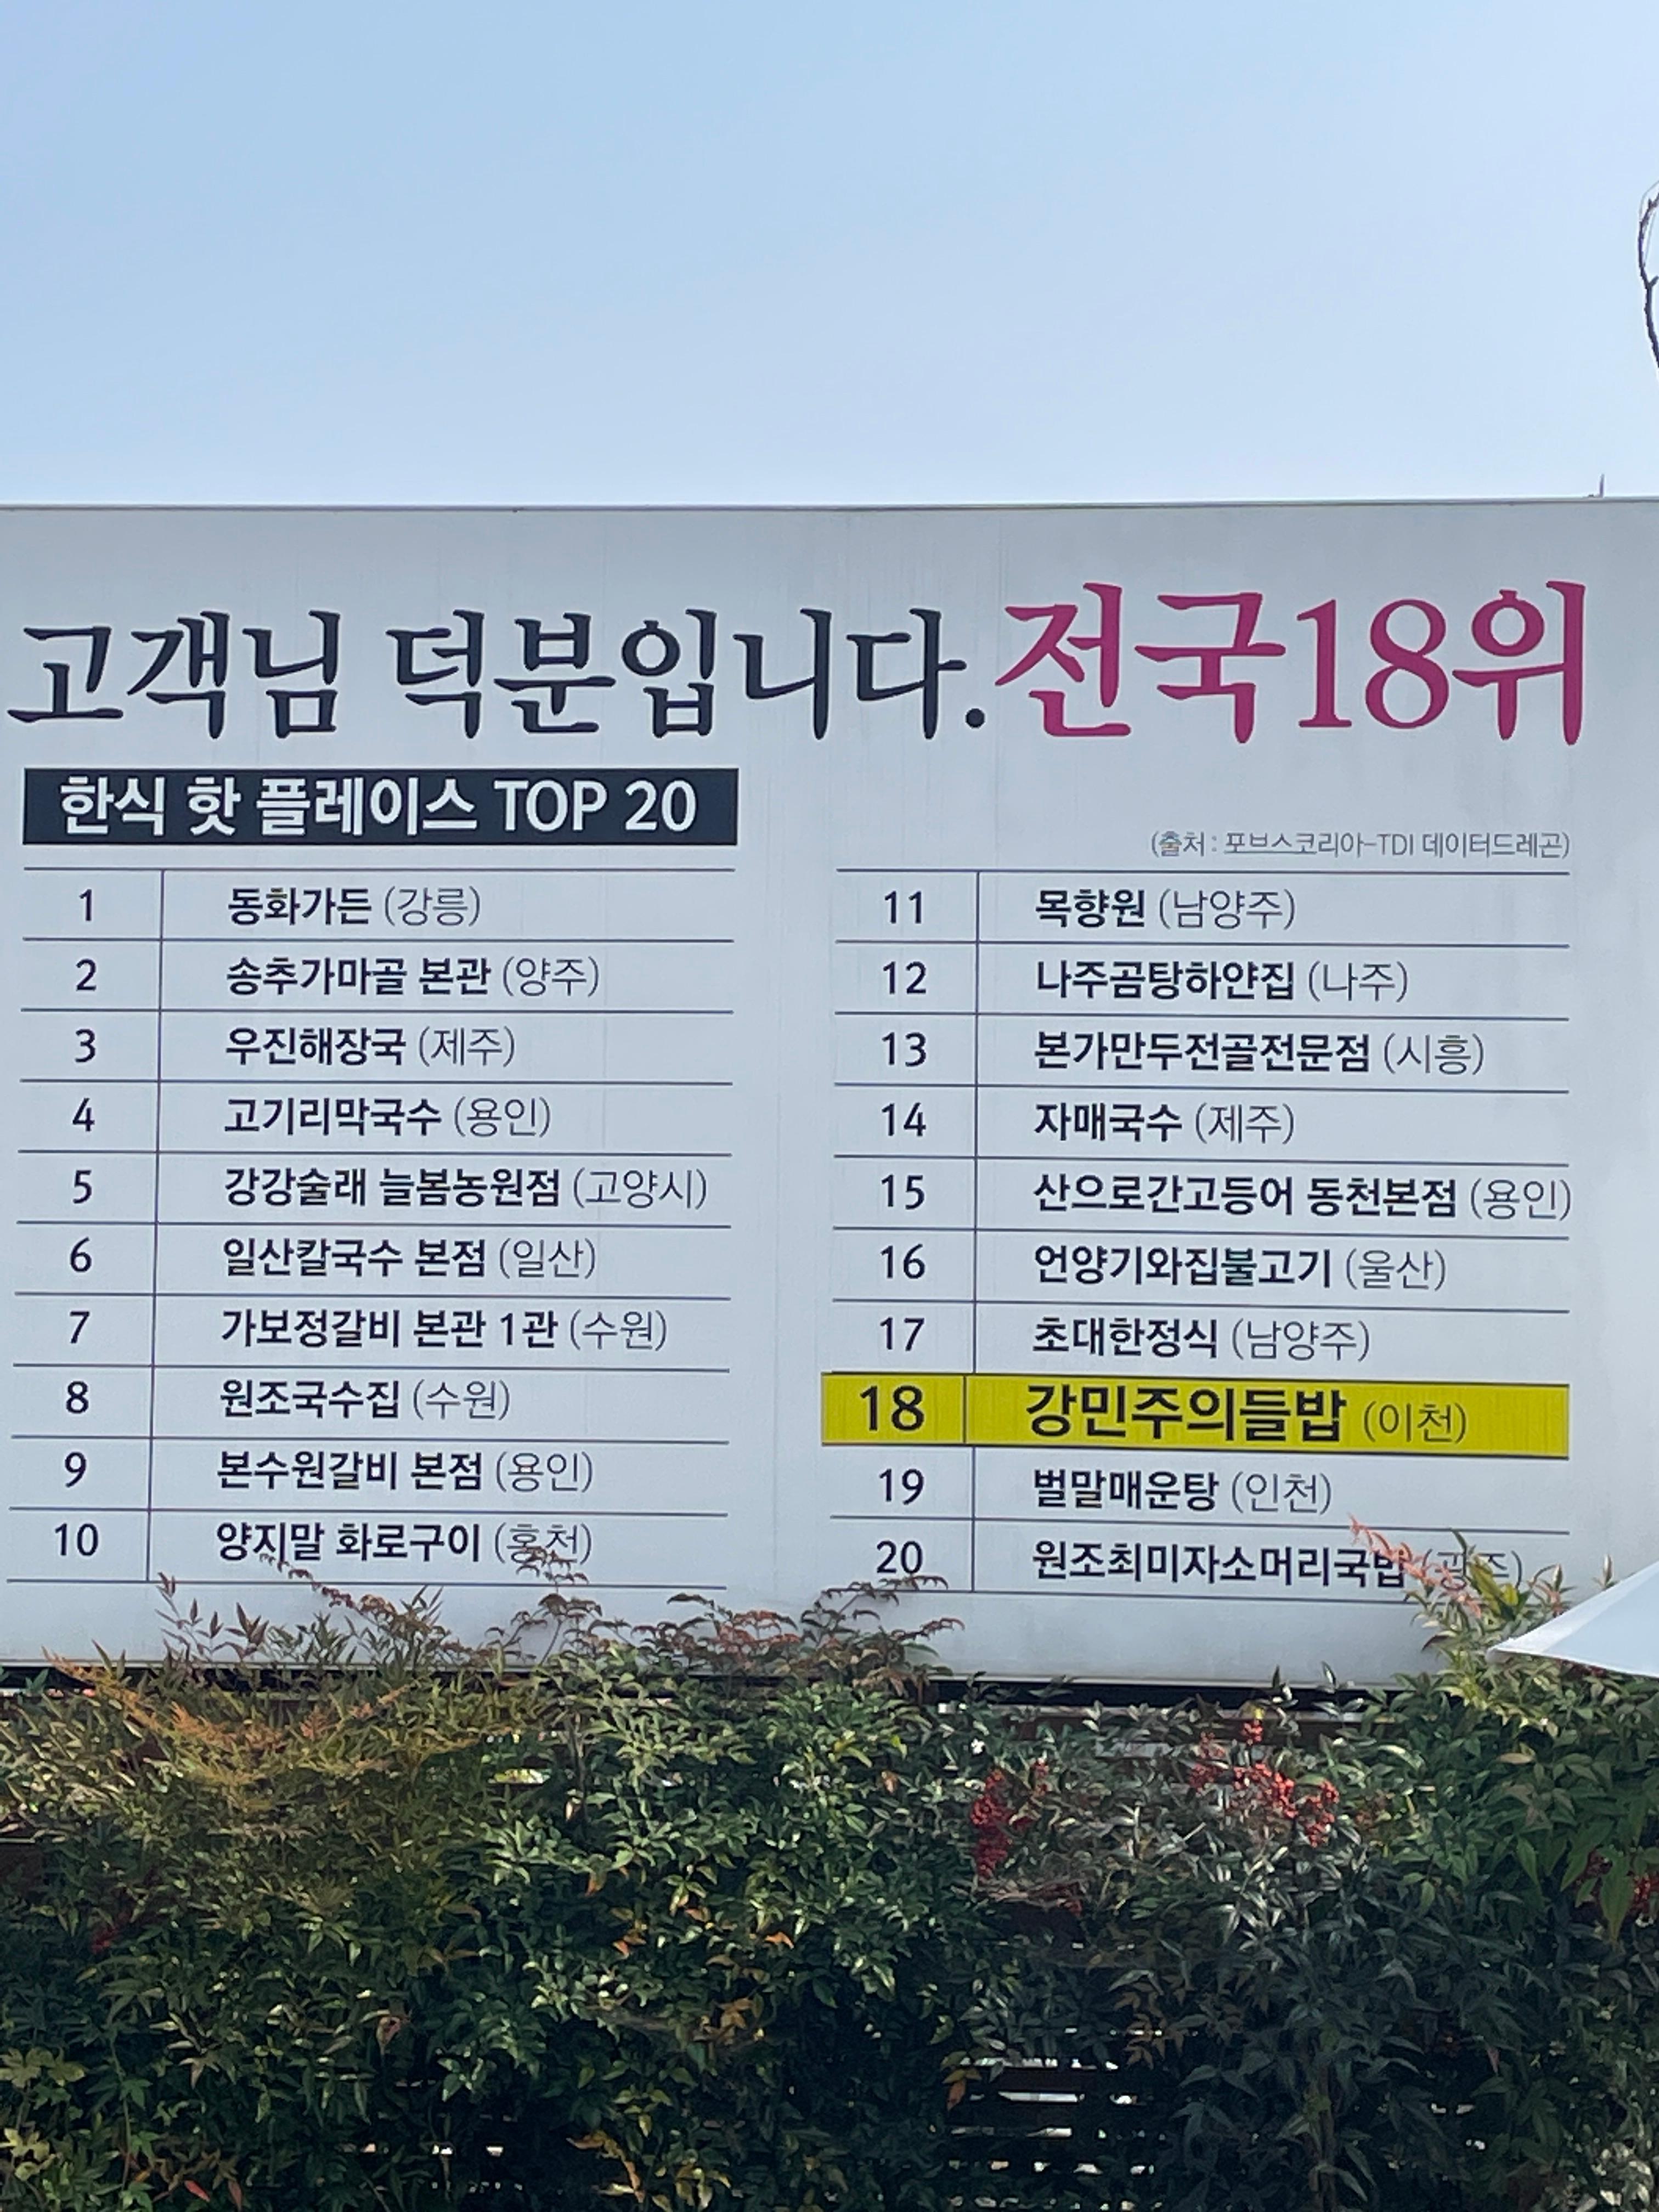 고객님 덕분입니다. 전국18위
한식 핫 플레이스 TOP 20
(출처 : 포브스코리아-TDI 데이터드레곤)
1 동화가든 (강릉)
2 송추가마골 본관 (양주)
3 우진해장국 (제주)
4 고기리막국수 (용인)
5 강강술래 늘봄농원점 (고양시)
6 일산칼국수 본점 (일산)
7 가보정갈비 본관 1관 (수원)
8 원조국수집 (수원)
9 본수원갈비 본점 (용인)
10 양지말 화로구이 (홍천)
11 목향원 (남양주)
12 나주곰탕하얀집 (나주)
13 본가만두전골전문점 (시흥)
14 자매국수 (제주)
15 산으로간고등어 동천본점 (용인)
16 언양기와집불고기 (울산)
17 초대한정식 (남양주)
18 강민주의들밥 (이천)
19 벌말매운탕 (인천)
20 원조최미자소머리국밥 (광주)